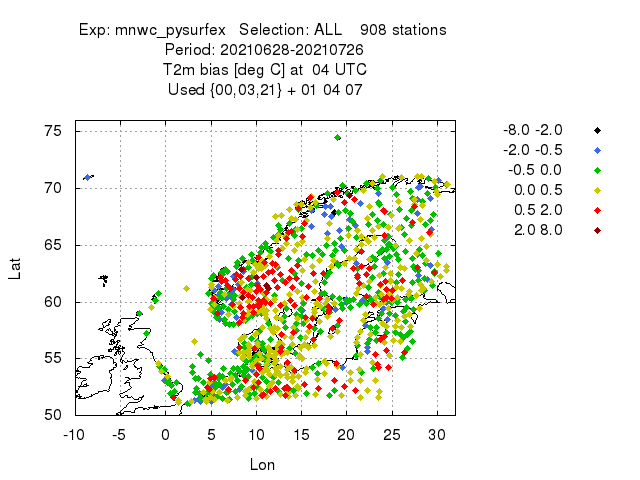 Exp: mnwc_pysurfex   Selection: ALL    908 stations
Period: 20210628-20210726
T2m bias [deg C] at  04 UTC
Used {00,03,21} + 01 04 07
-8.0 -2.0
-2.0 -0.5
-0.5 0.0
0.0 0.5
0.5 2.0
2.0 8.0
75
70
65
60
55
50
Lat
-10 -5 0 5 10 15 20 25 30
Lon